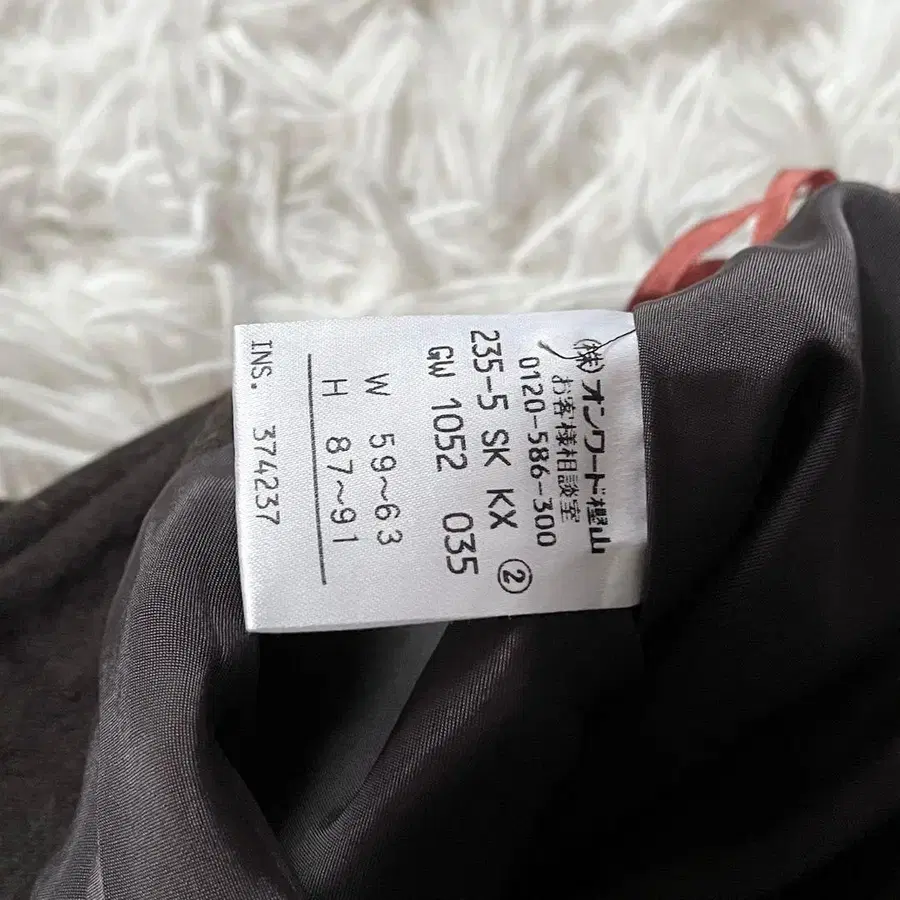 (株)オンワード樫山
お客様相談室
0120-586-300
235-5 SK KX ②
GW 1052 035
W 59～63
H 87～91
INS. 374237